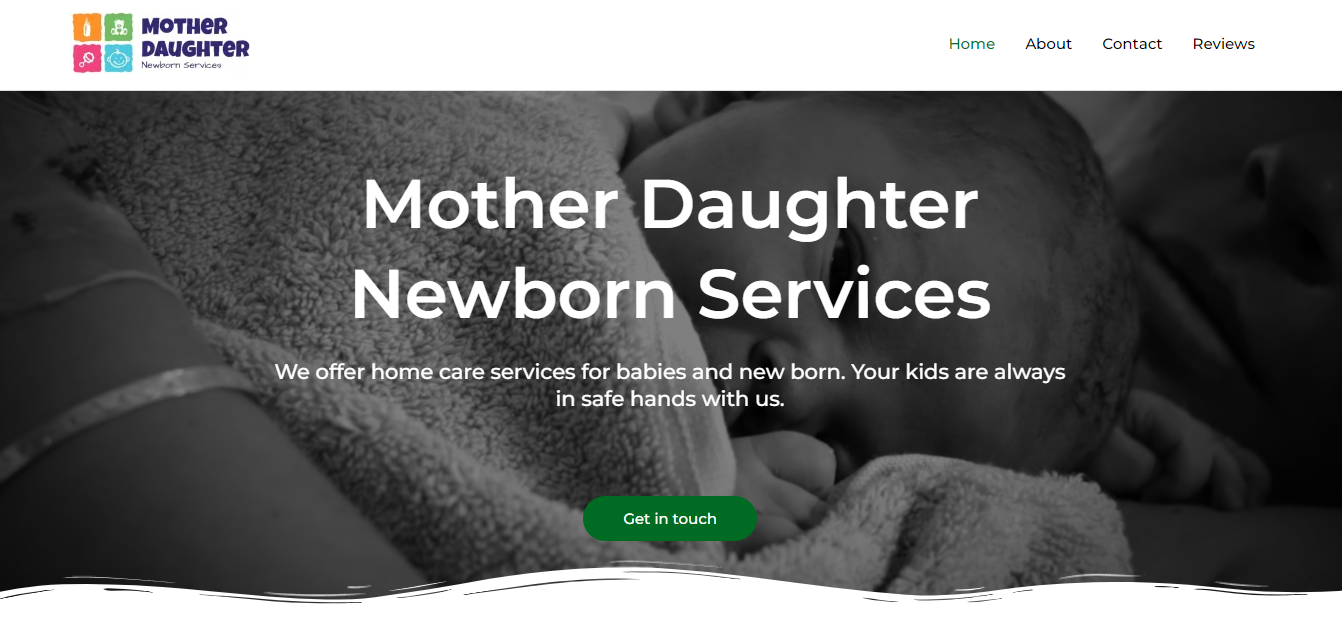 MOTHER
DAUGHTER
Newborn Services
Home About Contact Reviews
Mother Daughter
Newborn Services
We offer home care services for babies and new born. Your kids are always
in safe hands with us.
Get in touch